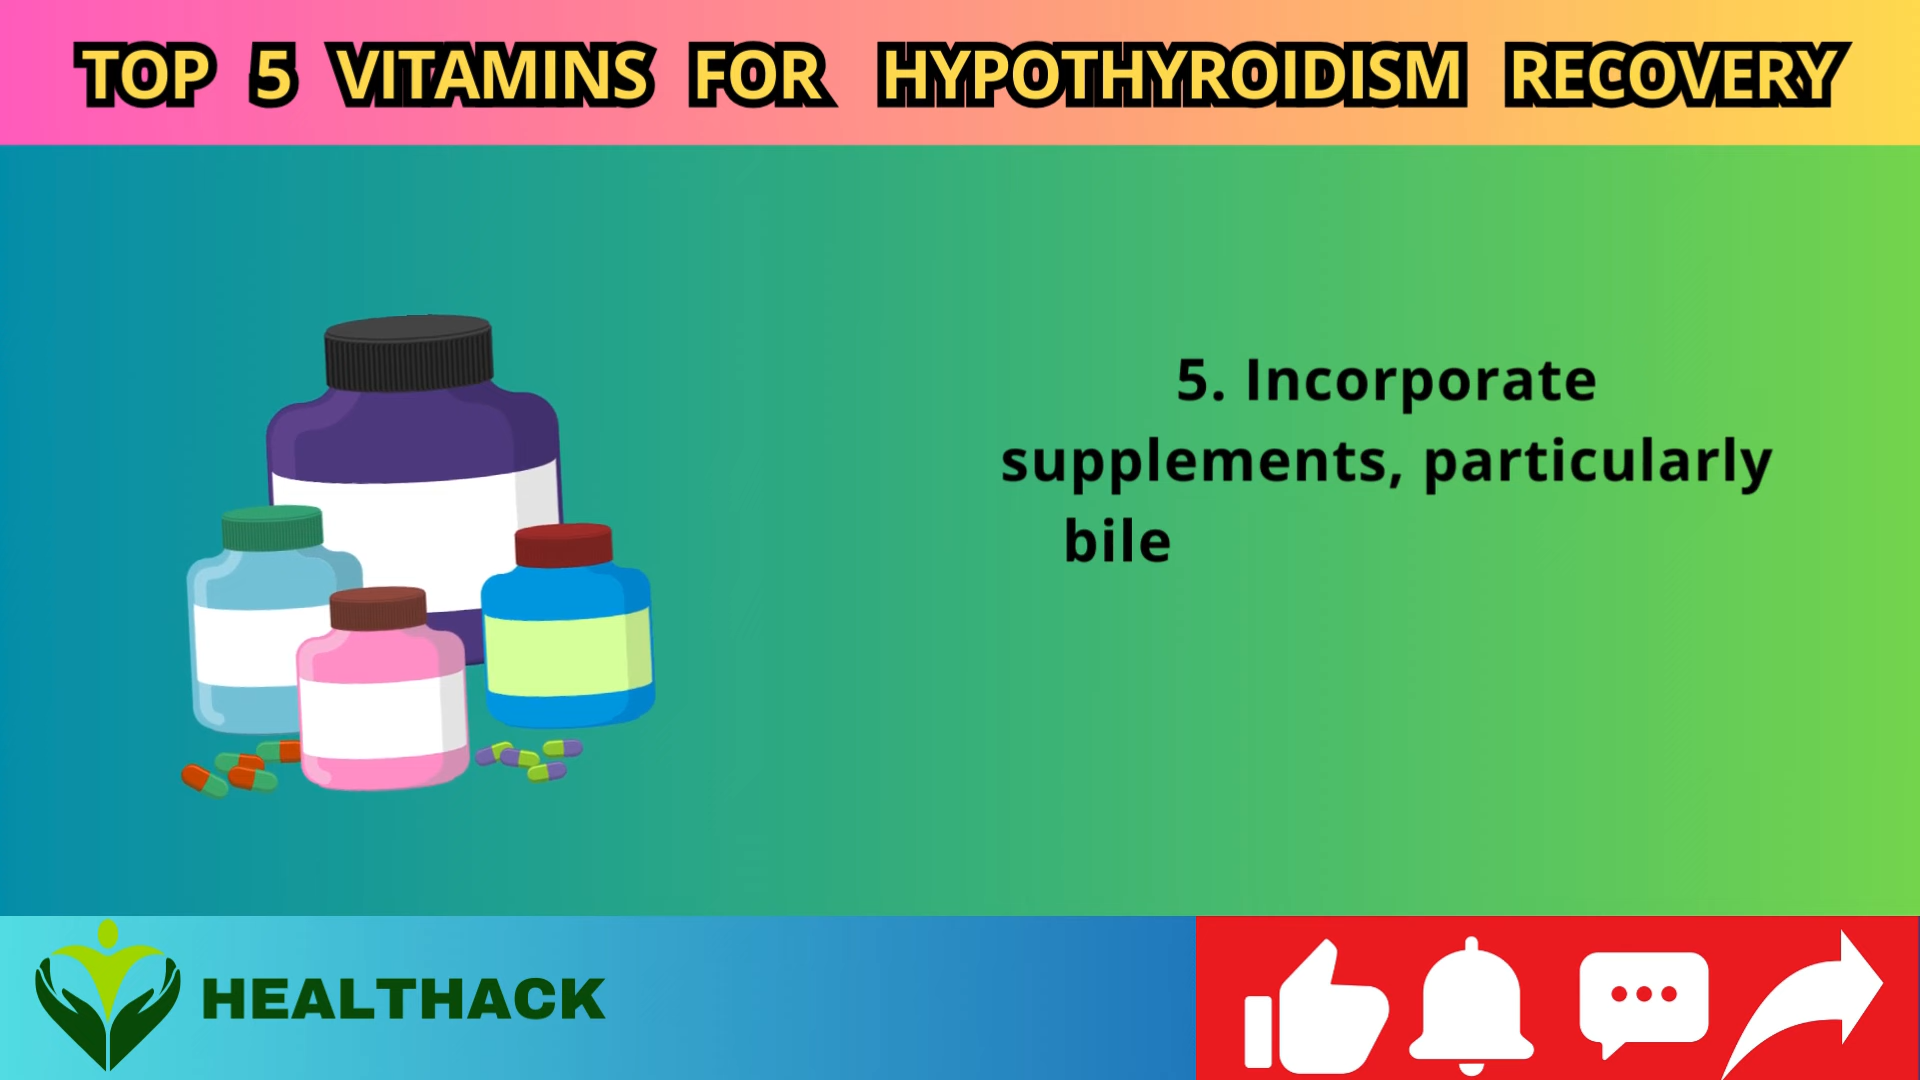 TOP 5 VITAMINS FOR HYPOTHYROIDISM RECOVERY
5. Incorporate
supplements, particularly
bile
HEALTHACK